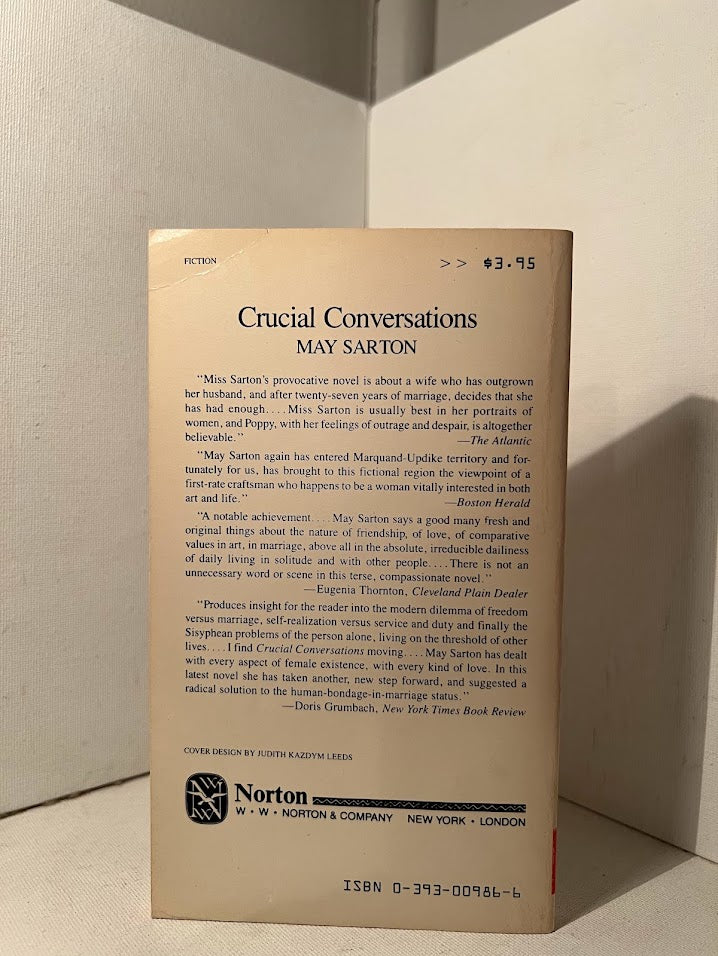 FICTION
>> $3.95
Crucial Conversations
MAY SARTON
"Miss Sarton's provocative novel is about a wife who has outgrown
her husband, and after twenty-seven years of marriage, decides that she
has had enough....Miss Sarton is usually best in her portraits of
women, and Poppy, with her feelings of outrage and despair, is altogether
believable." —The Atlantic
"May Sarton again has entered Marquand-Updike territory and for-
tunately for us, has brought to this fictional region the viewpoint of a
first-rate craftsman who happens to be a woman vitally interested in both
art and life." —Boston Herald
"A notable achievement....May Sarton says a good many fresh and
original things about the nature of friendship, of love, of comparative
values in art, in marriage, above all in the absolute, irreducible dailiness
of daily living in solitude and with other people....There is not an
unnecessary word or scene in this terse, compassionate novel."
—Eugenia Thornton, Cleveland Plain Dealer
"Produces insight for the reader into the modern dilemma of freedom
versus marriage, self-realization versus service and duty and finally the
Sisyphean problems of the person alone, living on the threshold of other
lives....I find Crucial Conversations moving....May Sarton has dealt
with every aspect of female existence, with every kind of love. In this
latest novel she has taken another, new step forward, and suggested a
radical solution to the human-bondage-in-marriage status."
—Doris Grumbach, New York Times Book Review
COVER DESIGN BY JUDITH KAZDYM LEEDS
Norton
W • W • NORTON & COMPANY NEW YORK • LONDON
ISBN 0-393-00986-6